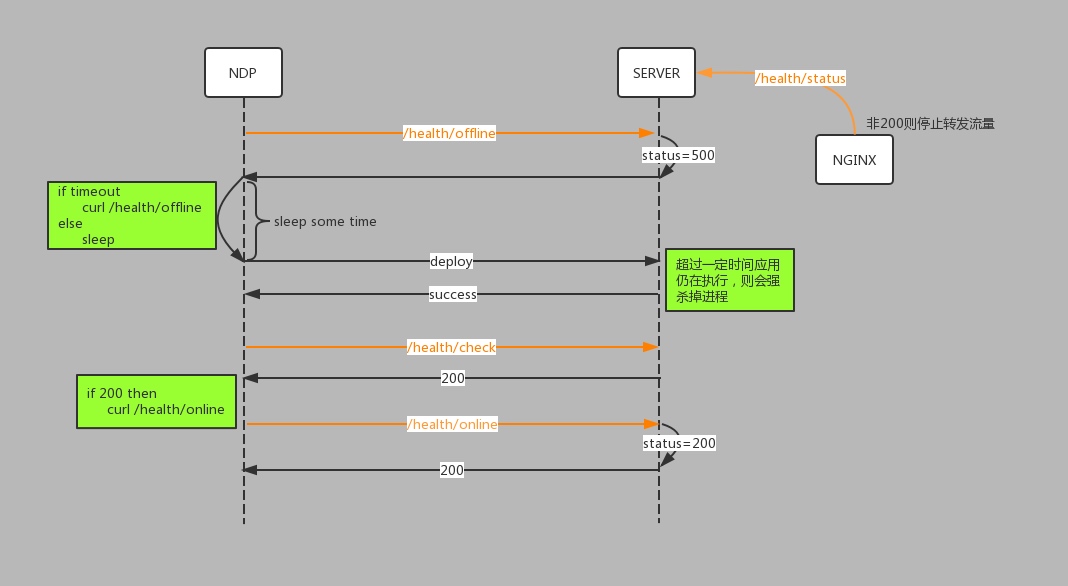 NDP
SERVER
/health/status
非200则停止转发流量
NGINX
/health/offline
status=500
if timeout
curl /health/offline
else
sleep
sleep some time
deploy
超过一定时间应用
仍在执行，则会强
杀掉进程
success
/health/check
200
if 200 then
curl /health/online
/health/online
status=200
200